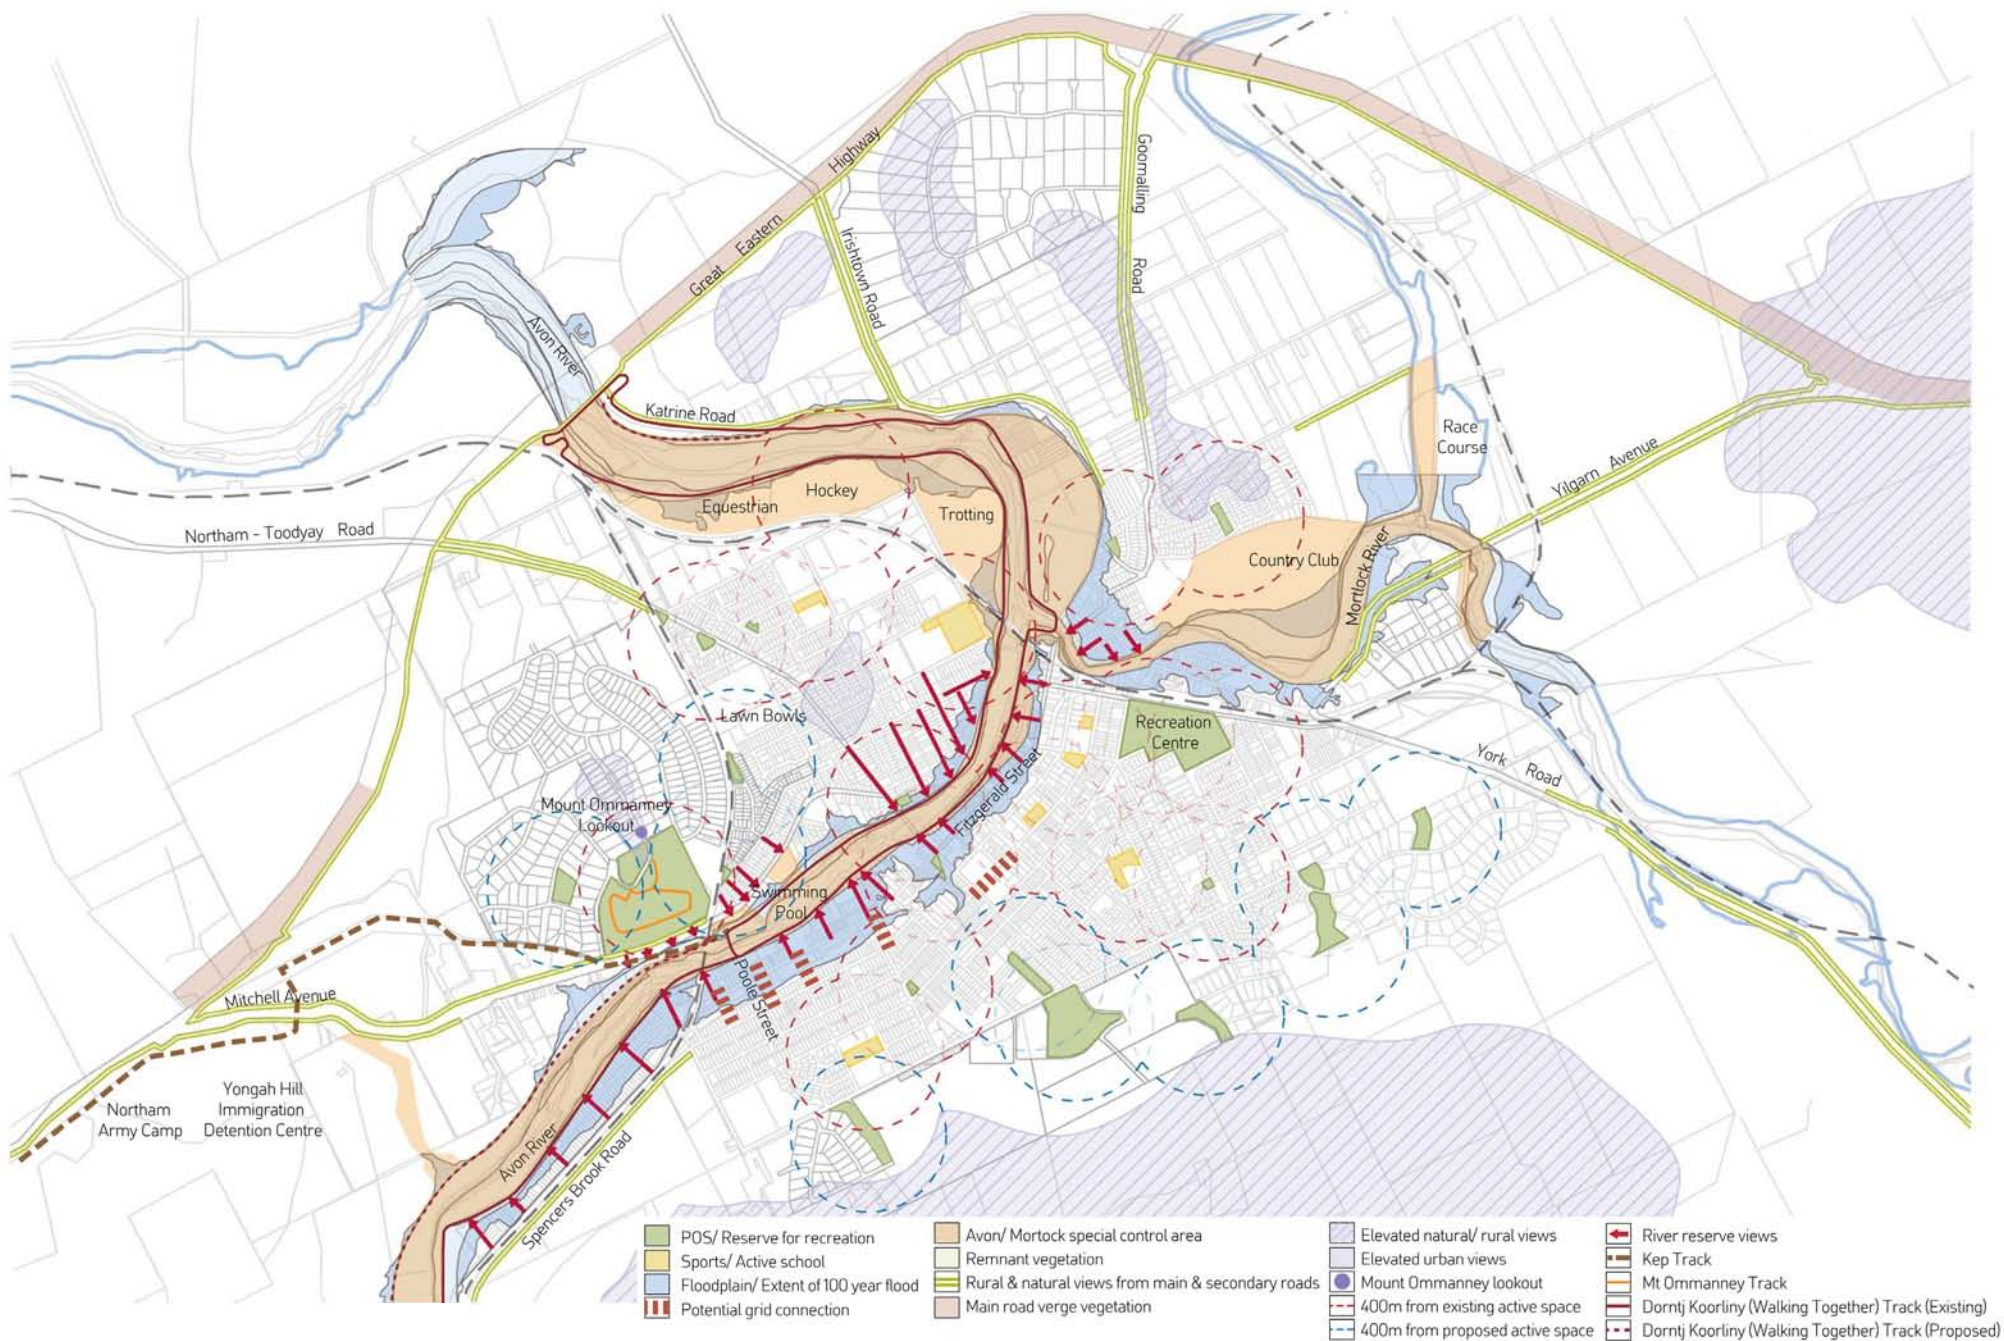 Highway
Eastern
Great
Goomalling
Road
Irishtown Road
Avon River
Katrine Road
Race
Course
Yilgarn Avenue
Hockey
Equestrian
Trotting
Northam - Toodyay Road
Country Club
Mortlock River
Lawn Bowls
Recreation
Centre
York Road
Fitzgerald Street
Mount Ommanney
Lookout
Swimming
Pool
Poole Street
Mitchell Avenue
Yongah Hill
Immigration
Detention Centre
Northam
Army Camp
Avon River
Spencers Brook Road
POS/ Reserve for recreation
Sports/ Active school
Floodplain/ Extent of 100 year flood
Potential grid connection
Avon/ Mortock special control area
Remnant vegetation
Rural & natural views from main & secondary roads
Main road verge vegetation
Elevated natural/ rural views
Elevated urban views
Mount Ommanney lookout
400m from existing active space
400m from proposed active space
River reserve views
Kep Track
Mt Ommanney Track
Dorntj Koorliny (Walking Together) Track (Existing)
Dorntj Koorliny (Walking Together) Track (Proposed)